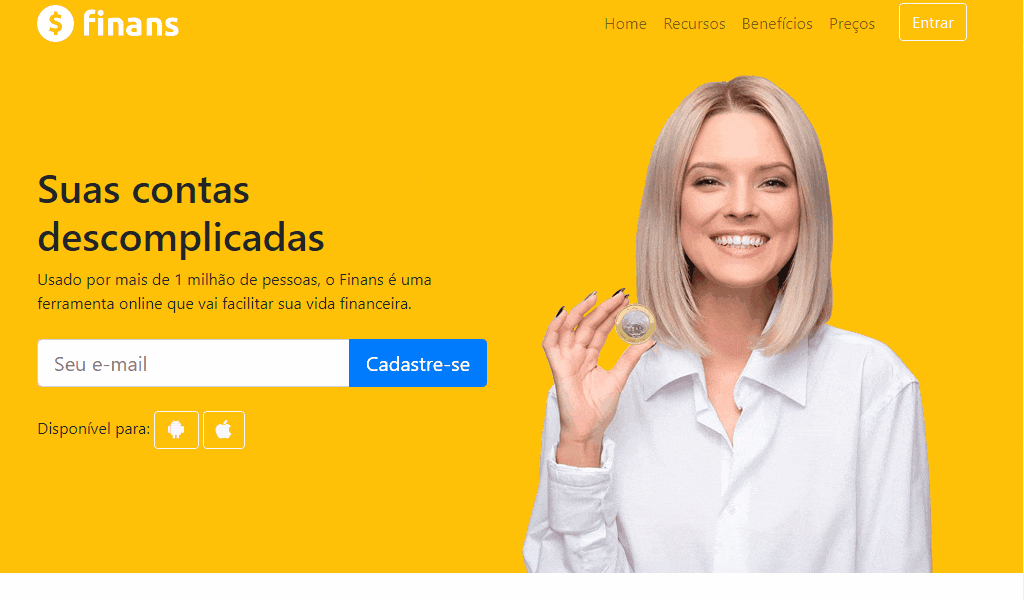 finans
Home Recursos Benefícios Preços Entrar
Suas contas
descomplicadas
Usado por mais de 1 milhão de pessoas, o Finans é uma
ferramenta online que vai facilitar sua vida financeira.
Seu e-mail Cadastre-se
Disponível para: